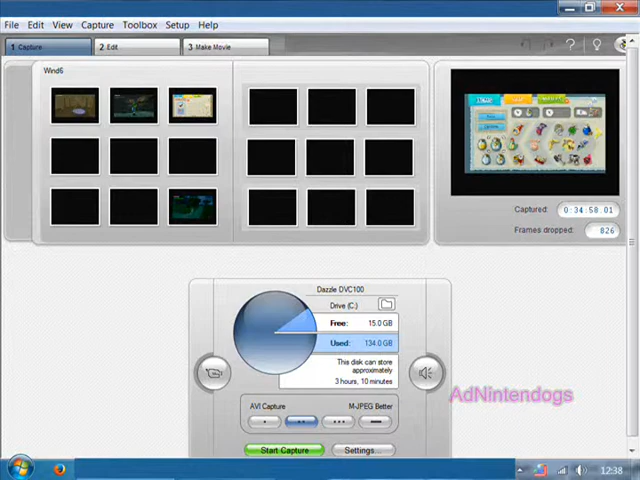 File Edit View Capture Toolbox Setup Help
1 Capture 2 Edit 3 Make Movie
Wind6
Captured: 0:34:58.01
Frames dropped: 826
Dazzle DVC100
Drive (C:)
Free: 15.0 GB
Used: 134.0 GB
This disk can store
approximately
3 hours, 10 minutes
AdNintendogs
AVI Capture M-JPEG Better
Start Capture Settings...
12:38